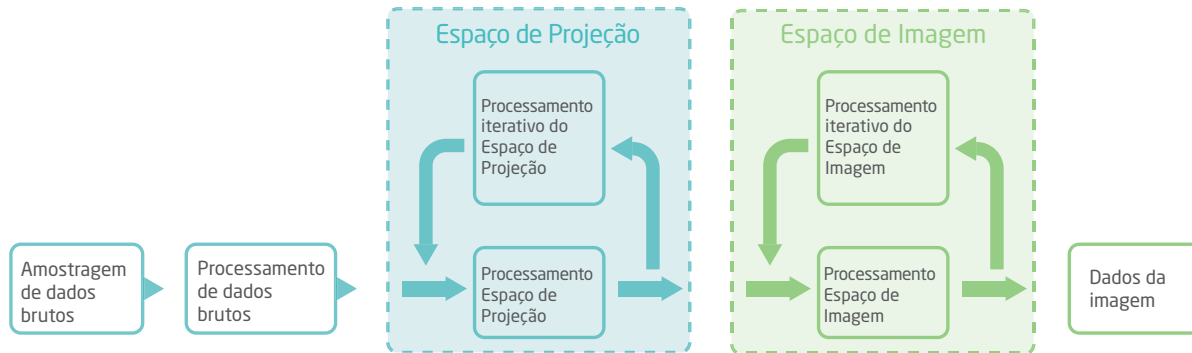 Espaço de Projeção
Espaço de Imagem
Processamento
iterativo do
Espaço de
Projeção
Processamento
iterativo do
Espaço de
Imagem
Amostragem
de dados
brutos
Processamento
de dados
brutos
Processamento
Espaço de
Projeção
Processamento
Espaço de
Imagem
Dados da
imagem